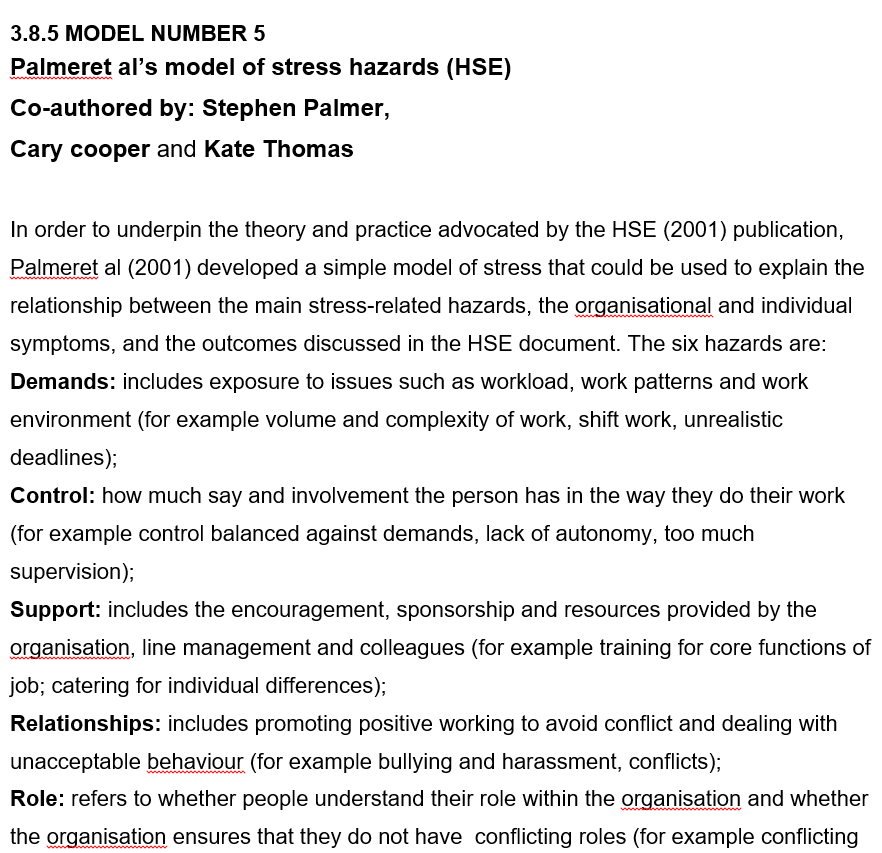 3.8.5 MODEL NUMBER 5
Palmeret al’s model of stress hazards (HSE)
Co-authored by: Stephen Palmer,
Cary cooper and Kate Thomas
In order to underpin the theory and practice advocated by the HSE (2001) publication,
Palmeret al (2001) developed a simple model of stress that could be used to explain the
relationship between the main stress-related hazards, the organisational and individual
symptoms, and the outcomes discussed in the HSE document. The six hazards are:
Demands: includes exposure to issues such as workload, work patterns and work
environment (for example volume and complexity of work, shift work, unrealistic
deadlines);
Control: how much say and involvement the person has in the way they do their work
(for example control balanced against demands, lack of autonomy, too much
supervision);
Support: includes the encouragement, sponsorship and resources provided by the
organisation, line management and colleagues (for example training for core functions of
job; catering for individual differences);
Relationships: includes promoting positive working to avoid conflict and dealing with
unacceptable behaviour (for example bullying and harassment, conflicts);
Role: refers to whether people understand their role within the organisation and whether
the organisation ensures that they do not have  conflicting roles (for example conflicting